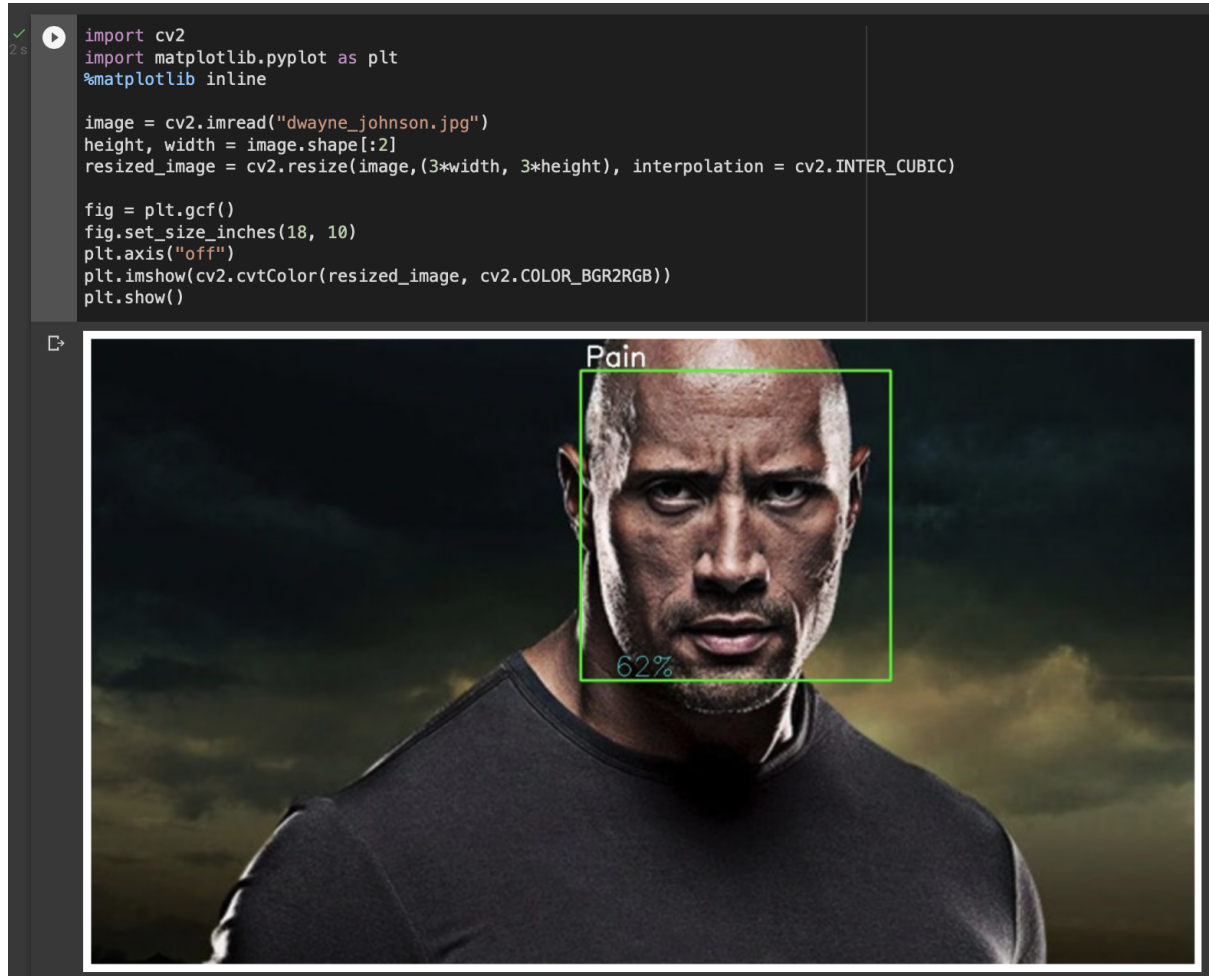 2 s
import cv2
import matplotlib.pyplot as plt
%matplotlib inline
image = cv2.imread("dwayne_johnson.jpg")
height, width = image.shape[:2]
resized_image = cv2.resize(image,(3*width, 3*height), interpolation = cv2.INTER_CUBIC)
fig = plt.gcf()
fig.set_size_inches(18, 10)
plt.axis("off")
plt.imshow(cv2.cvtColor(resized_image, cv2.COLOR_BGR2RGB))
plt.show()
Pain
62%